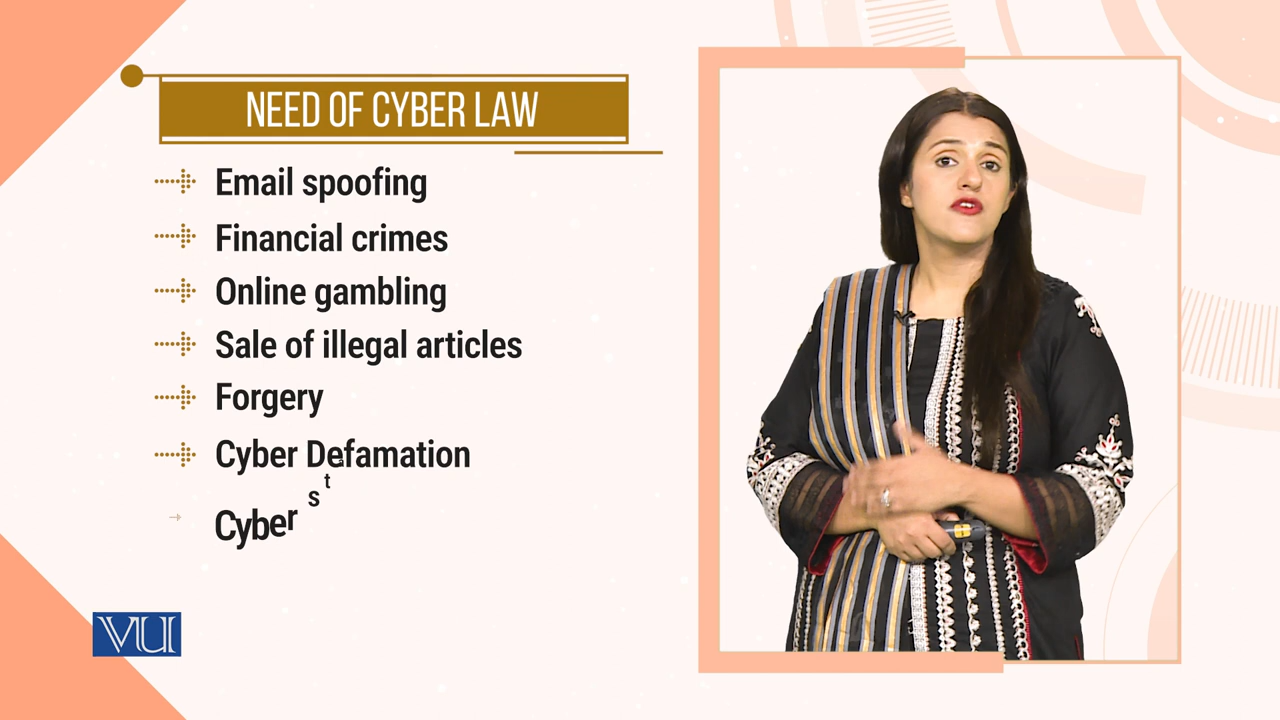 NEED OF CYBER LAW
Email spoofing
Financial crimes
Online gambling
Sale of illegal articles
Forgery
Cyber Defamation
Cyber st
VU